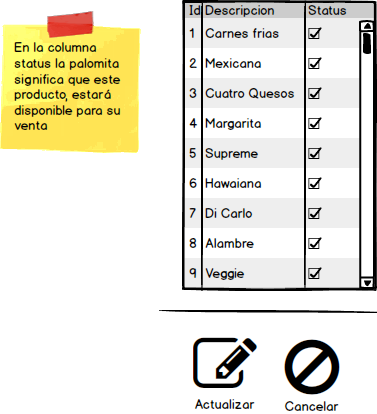 En la columna
status la palomita
significa que este
producto, estará
disponible para su
venta
Id Descripcion Status
1 Carnes frias
2 Mexicana
3 Cuatro Quesos
4 Margarita
5 Supreme
6 Hawaiana
7 Di Carlo
8 Alambre
9 Veggie
Actualizar Cancelar